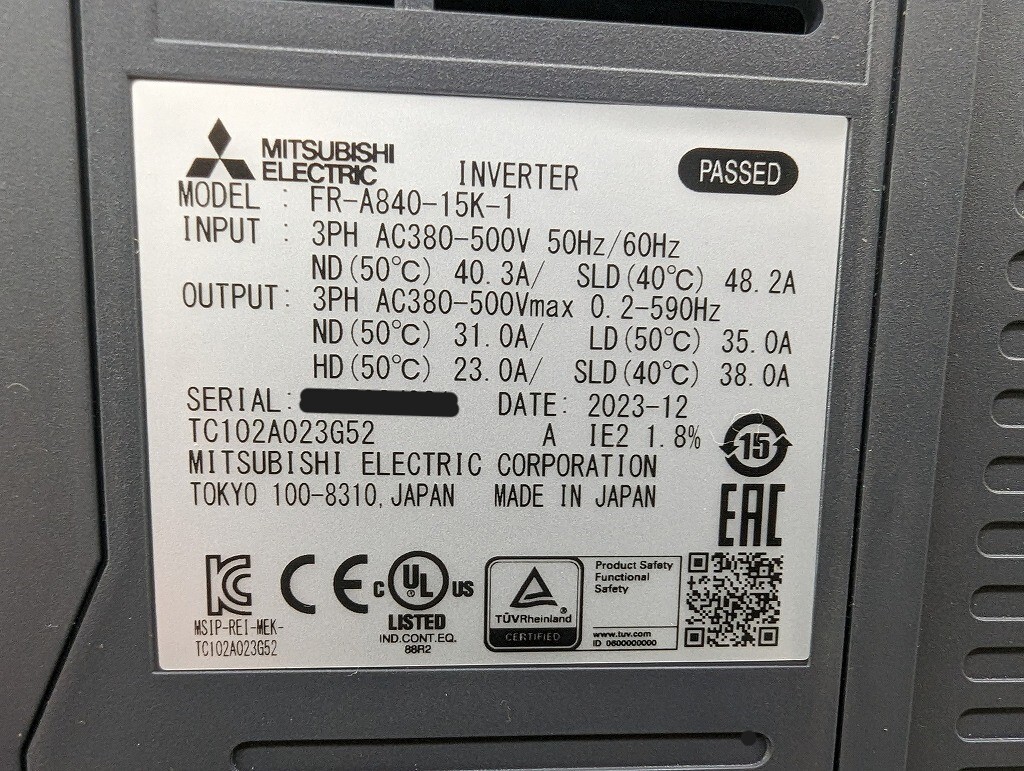 MITSUBISHI
ELECTRIC
INVERTER
PASSED
MODEL : FR-A840-15K-1
INPUT : 3PH AC380-500V 50Hz/60Hz
ND(50℃) 40.3A/ SLD(40℃) 48.2A
OUTPUT: 3PH AC380-500Vmax 0.2-590Hz
ND(50℃) 31.0A/ LD(50℃) 35.0A
HD(50℃) 23.0A/ SLD(40℃) 38.0A
SERIAL: DATE: 2023-12
TC102A023G52 A IE2 1.8%
15
MITSUBISHI ELECTRIC CORPORATION
TOKYO 100-8310, JAPAN MADE IN JAPAN
EAC
KC CE c UL ® US
LISTED
IND.CONT.EQ.
88R2
MSIP-REI-MEK-
TC102A023G52
TÜVRheinland ®
CERTIFIED
Product Safety
Functional
Safety
www.tuv.com
ID 0600000000